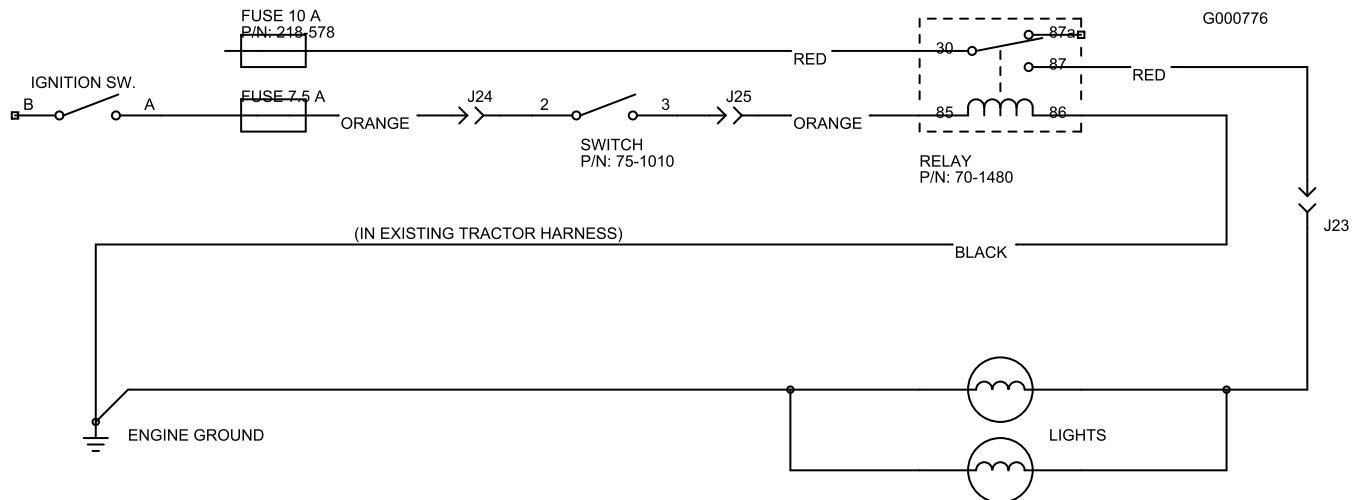 FUSE 10 A
P/N: 218-578
G000776
30
87a
87
RED
RED
IGNITION SW.
B
A
FUSE 7.5 A
ORANGE
J24
2
3
J25
ORANGE
85
86
SWITCH
P/N: 75-1010
RELAY
P/N: 70-1480
J23
(IN EXISTING TRACTOR HARNESS)
BLACK
ENGINE GROUND
LIGHTS